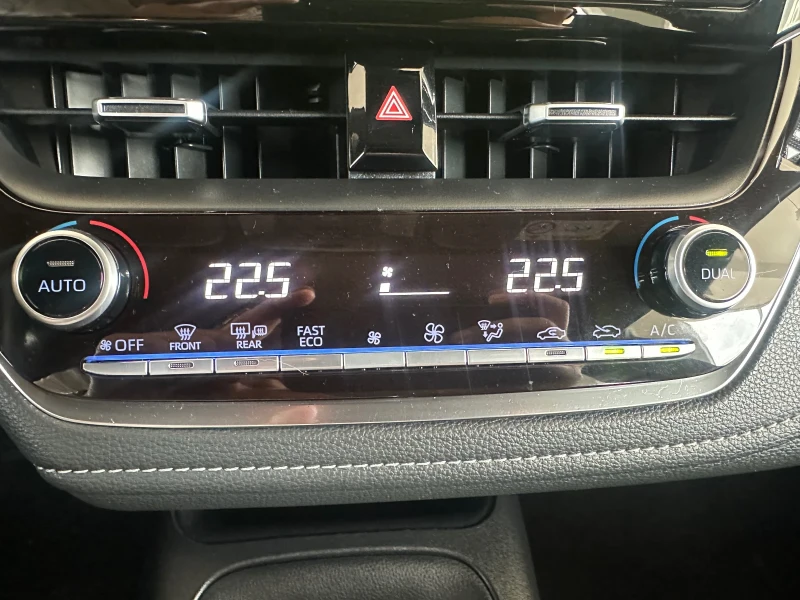 AUTO
22.5
22.5
DUAL
OFF
FRONT
REAR
FAST
ECO
A/C